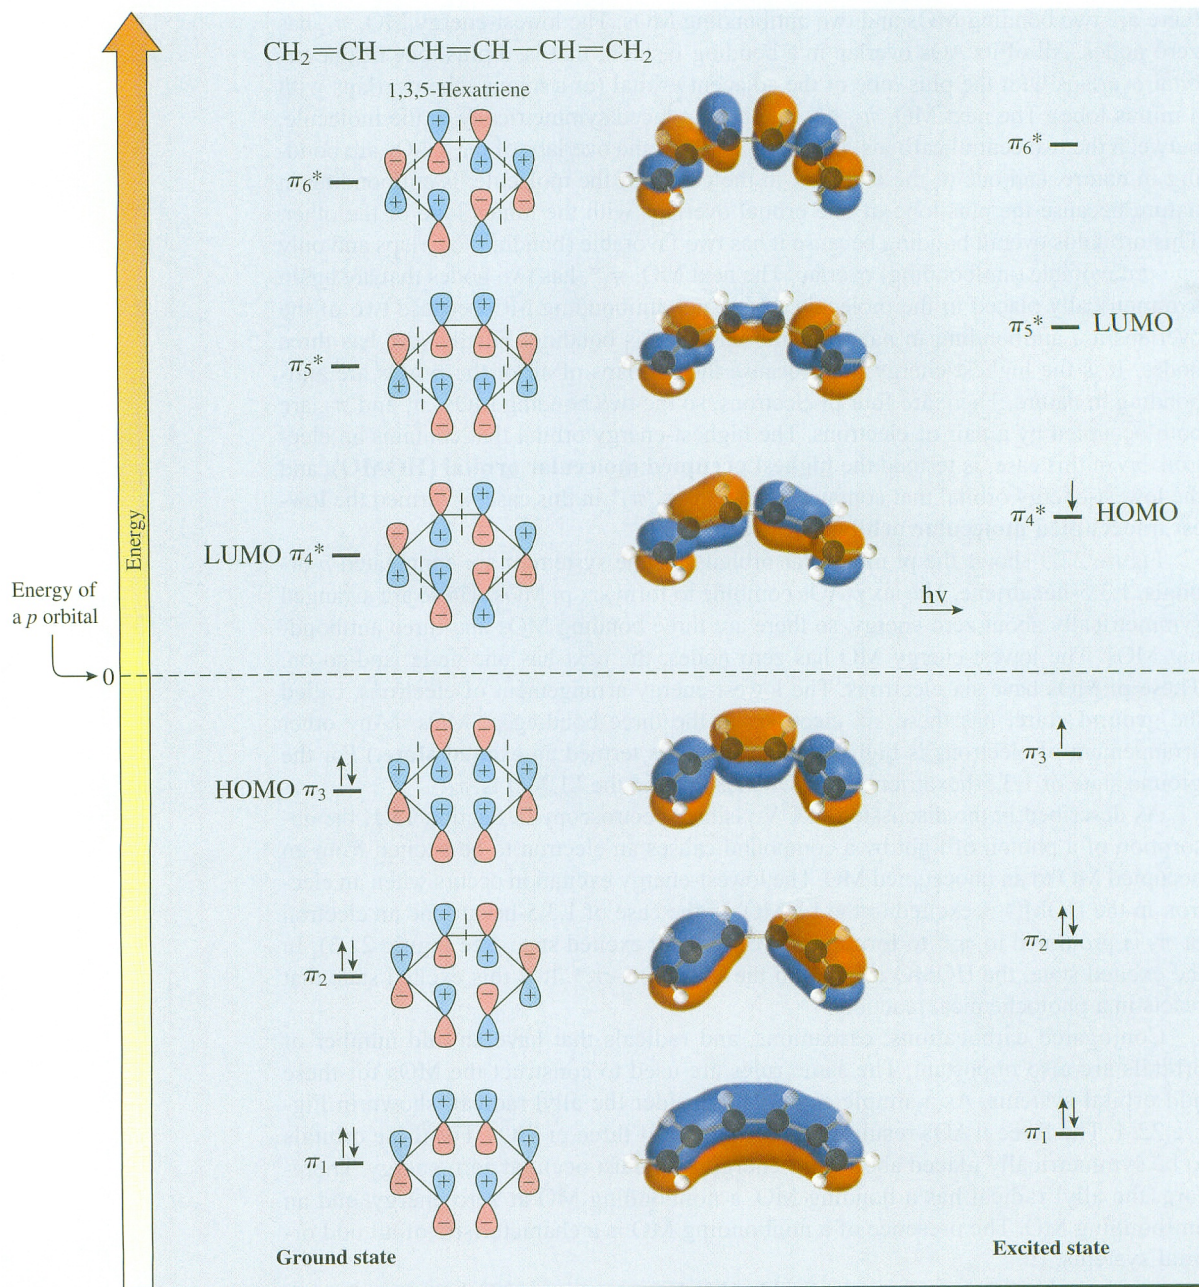 CH₂=CH—CH=CH—CH=CH₂
1,3,5-Hexatriene
π₆*
π₆*
π₅*
π₅* LUMO
LUMO π₄*
π₄* HOMO
Energy
hν
Energy of
a p orbital
0
HOMO π₃
π₃
π₂
π₂
π₁
π₁
Ground state
Excited state